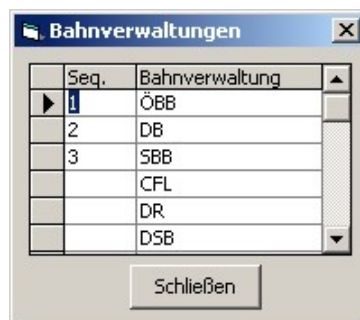 Bahnverwaltungen
Seq. Bahnverwaltung
1 ÖBB
2 DB
3 SBB
CFL
DR
DSB
Schließen